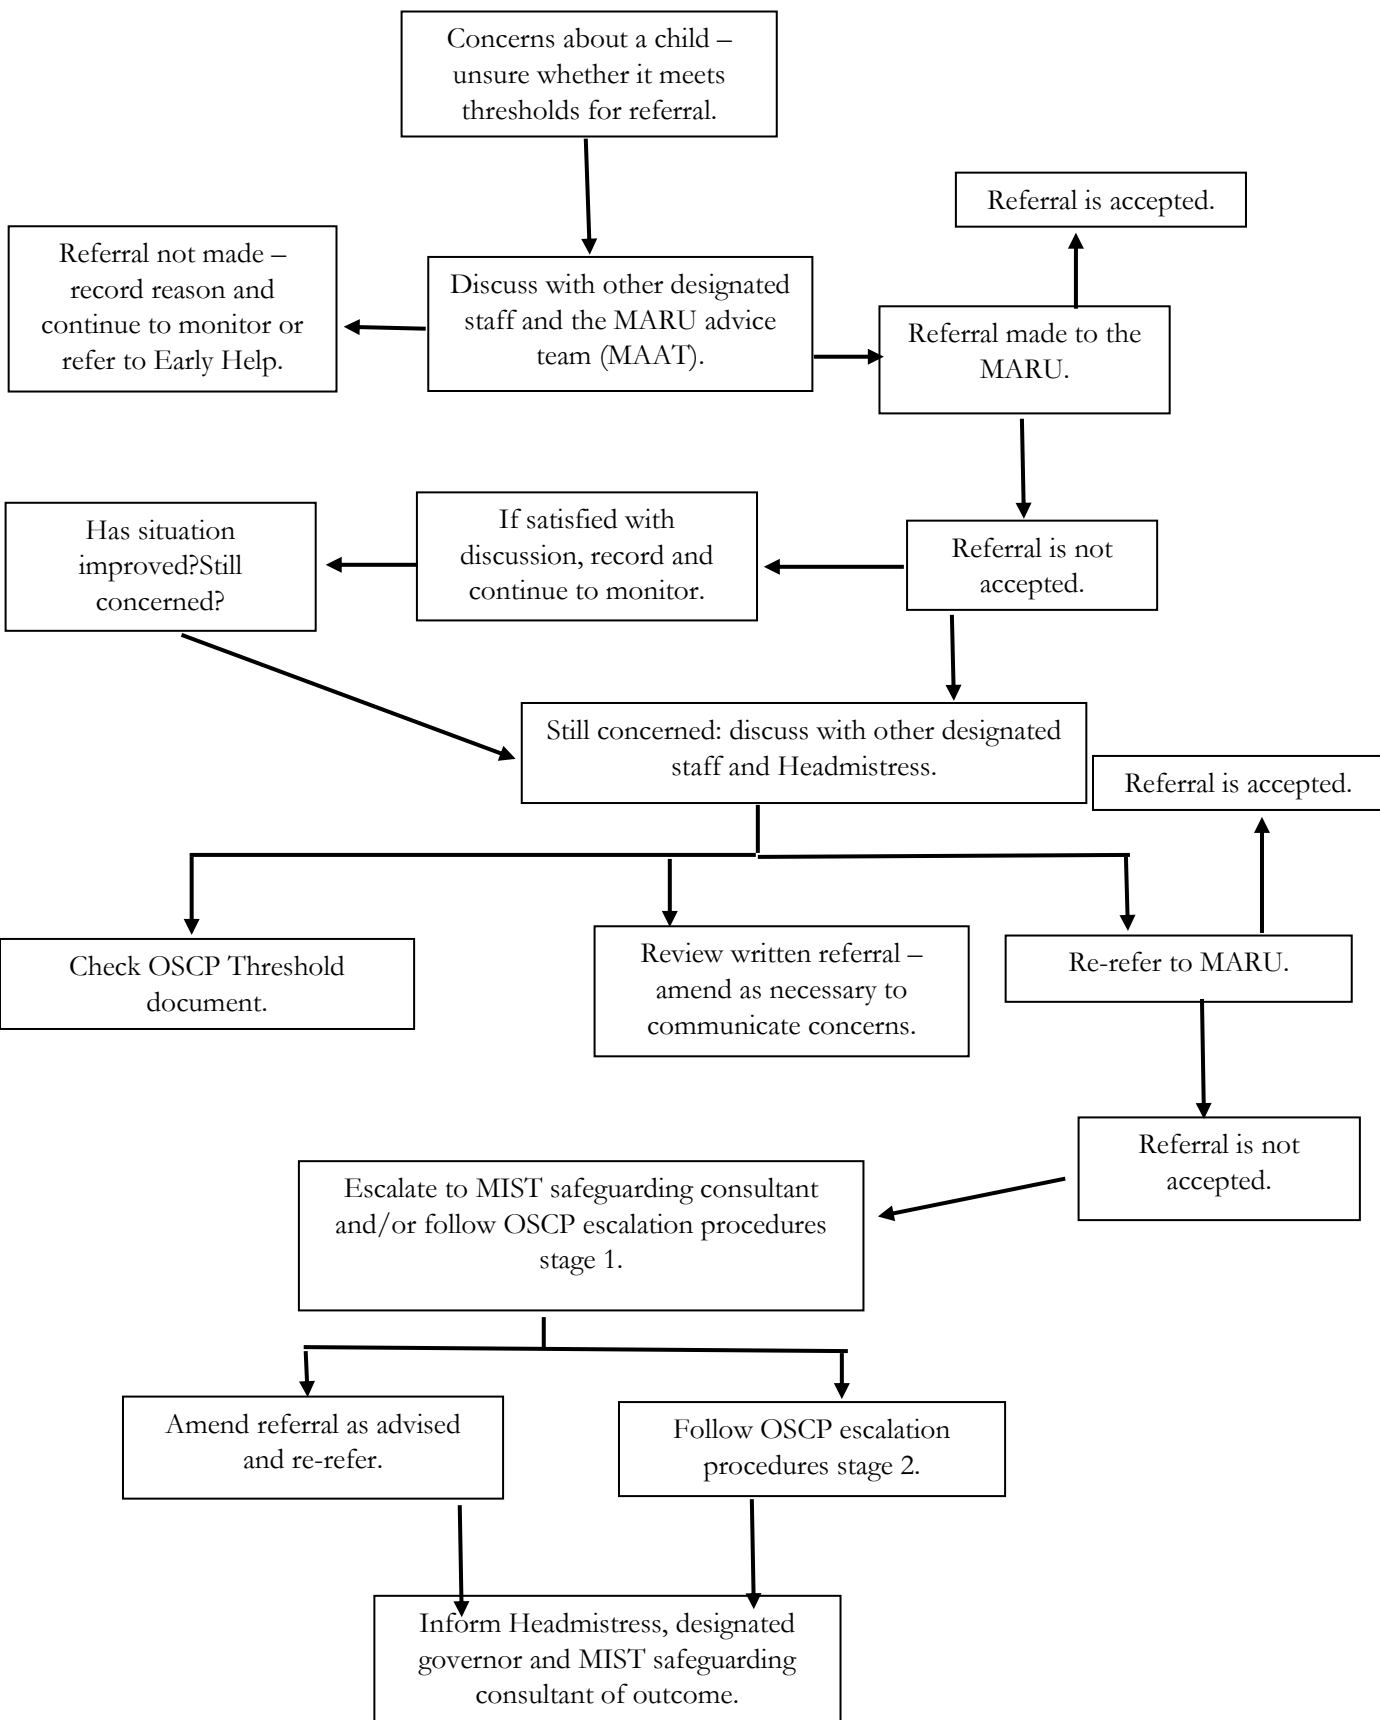 Concerns about a child –
unsure whether it meets
thresholds for referral.
Referral is accepted.
Referral not made –
record reason and
continue to monitor or
refer to Early Help.
Discuss with other designated
staff and the MARU advice
team (MAAT).
Referral made to the
MARU.
Has situation
improved?Still
concerned?
If satisfied with
discussion, record and
continue to monitor.
Referral is not
accepted.
Still concerned: discuss with other designated
staff and Headmistress.
Referral is accepted.
Check OSCP Threshold
document.
Review written referral –
amend as necessary to
communicate concerns.
Re-refer to MARU.
Referral is not
accepted.
Escalate to MIST safeguarding consultant
and/or follow OSCP escalation procedures
stage 1.
Amend referral as advised
and re-refer.
Follow OSCP escalation
procedures stage 2.
Inform Headmistress, designated
governor and MIST safeguarding
consultant of outcome.